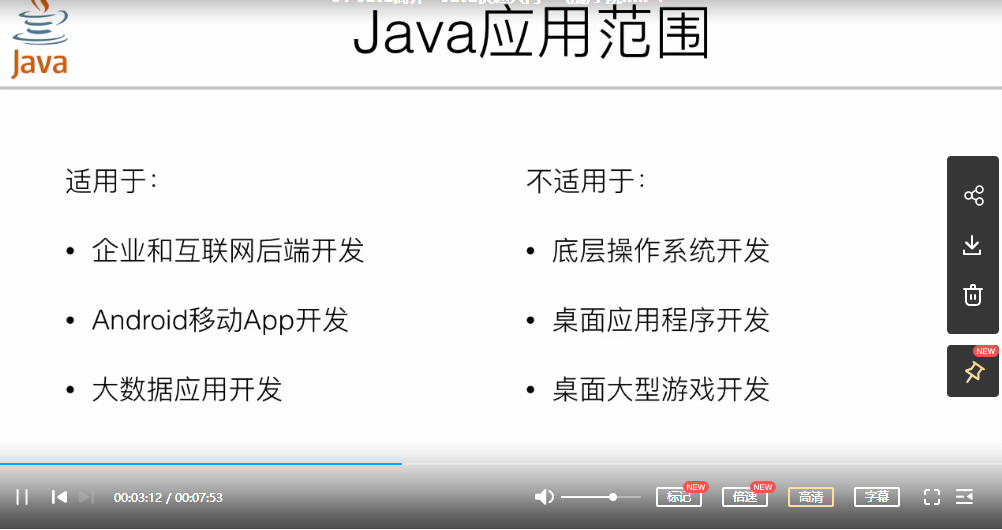 Java应用范围
Java
适用于：
• 企业和互联网后端开发
• Android移动App开发
• 大数据应用开发
不适用于：
• 底层操作系统开发
• 桌面应用程序开发
• 桌面大型游戏开发
NEW
00:03:12 / 00:07:53
标记
NEW
倍速
NEW
高清
字幕